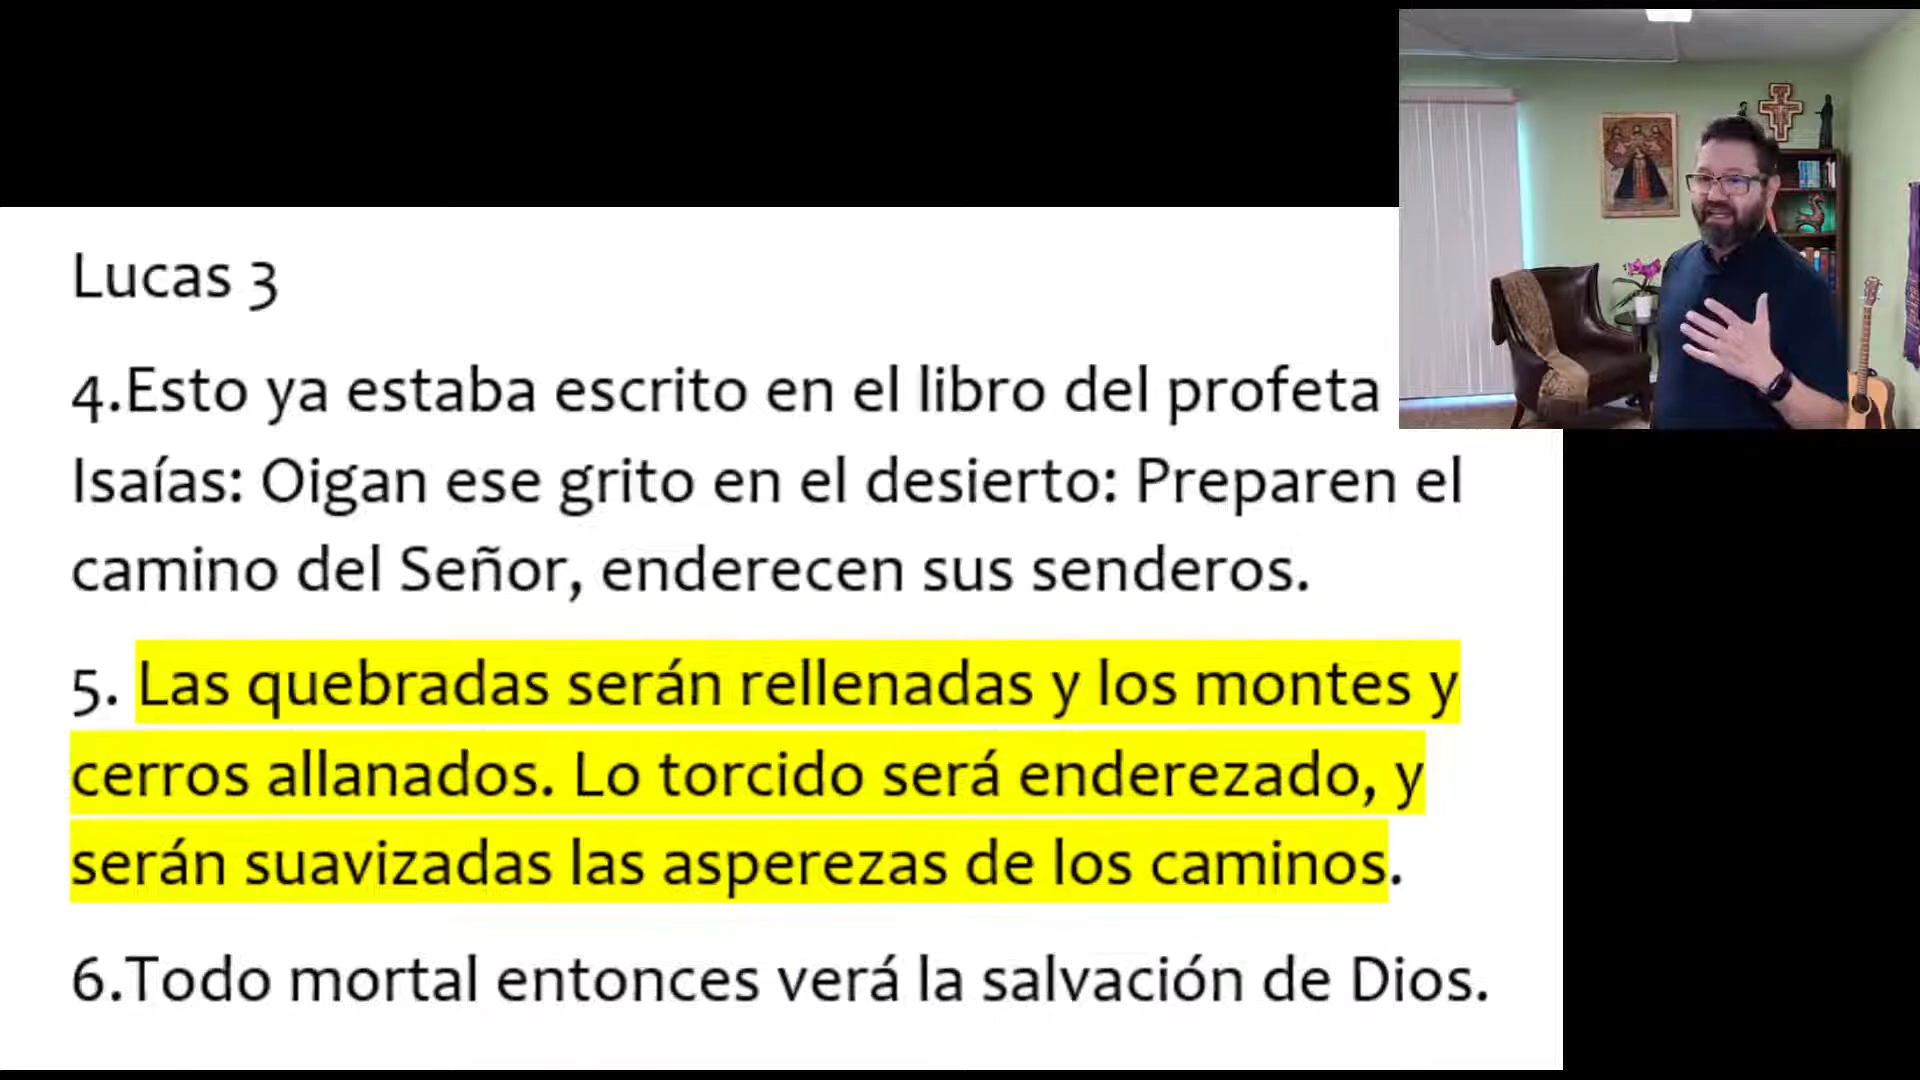 Lucas 3
4.Esto ya estaba escrito en el libro del profeta
Isaías: Oigan ese grito en el desierto: Preparen el
camino del Señor, enderecen sus senderos.
5. Las quebradas serán rellenadas y los montes y
cerros allanados. Lo torcido será enderezado, y
serán suavizadas las asperezas de los caminos.
6.Todo mortal entonces verá la salvación de Dios.